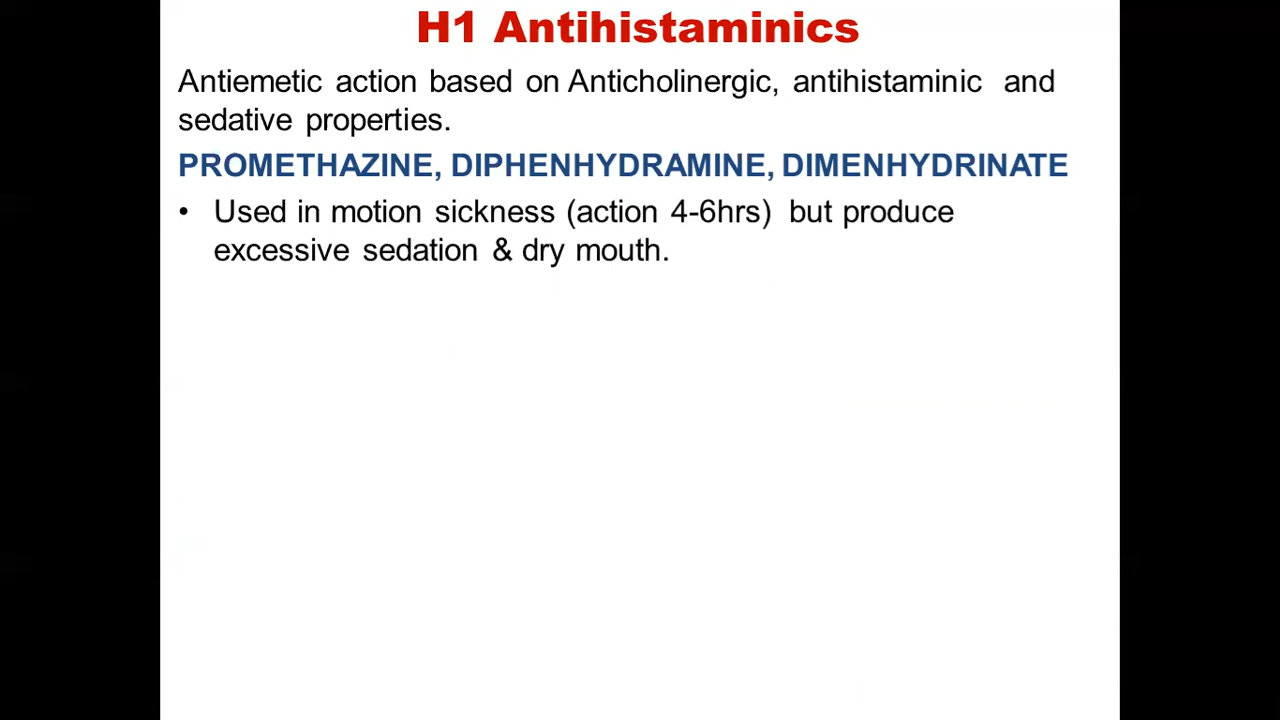 H1 Antihistaminics
Antiemetic action based on Anticholinergic, antihistaminic and
sedative properties.
PROMETHAZINE, DIPHENHYDRAMINE, DIMENHYDRINATE
• Used in motion sickness (action 4-6hrs) but produce
excessive sedation & dry mouth.